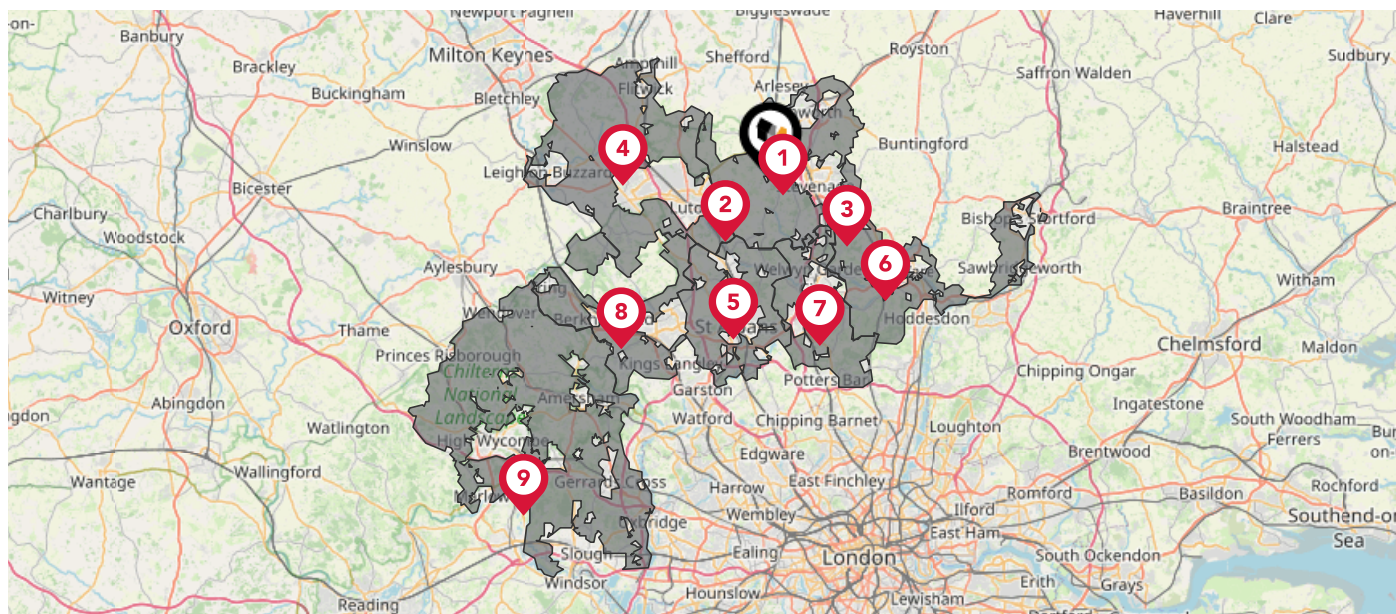 Newport Pagnell
Biggleswade
Haverhill
Clare
Banbury
Milton Keynes
Shefford
Royston
Sudbury
Brackley
Ampthill
Saffron Walden
Buckingham
Bletchley
Flitwick
Arlesey
Winslow
4
1
Buntingford
Halstead
Leighton Buzzard
Bicester
2
3
Braintree
Charlbury
Bishop's Stortford
Woodstock
Aylesbury
6
Sawbridgeworth
Witham
Witney
8
5
7
Hoddesdon
Oxford
Thame
St Albans
Chelmsford
Maldon
Princes Risborough
Kings Langley
Chiltern
National
Landscape
Potters Bar
Chipping Ongar
Garston
Abingdon
Amersham
Ingatestone
Watlington
Watford
Chipping Barnet
Loughton
South Woodham
Ferrers
High Wycombe
Edgware
Brentwood
Wallingford
9
Wantage
Gerrards Cross
Harrow
East Finchley
Romford
Basildon
Rochford
Uxbridge
Wembley
Ilford
Southend-on-
Sea
East Ham
Slough
Ealing
London
South Ockendon
Windsor
Erith
Grays
Reading
Hounslow
Lewisham